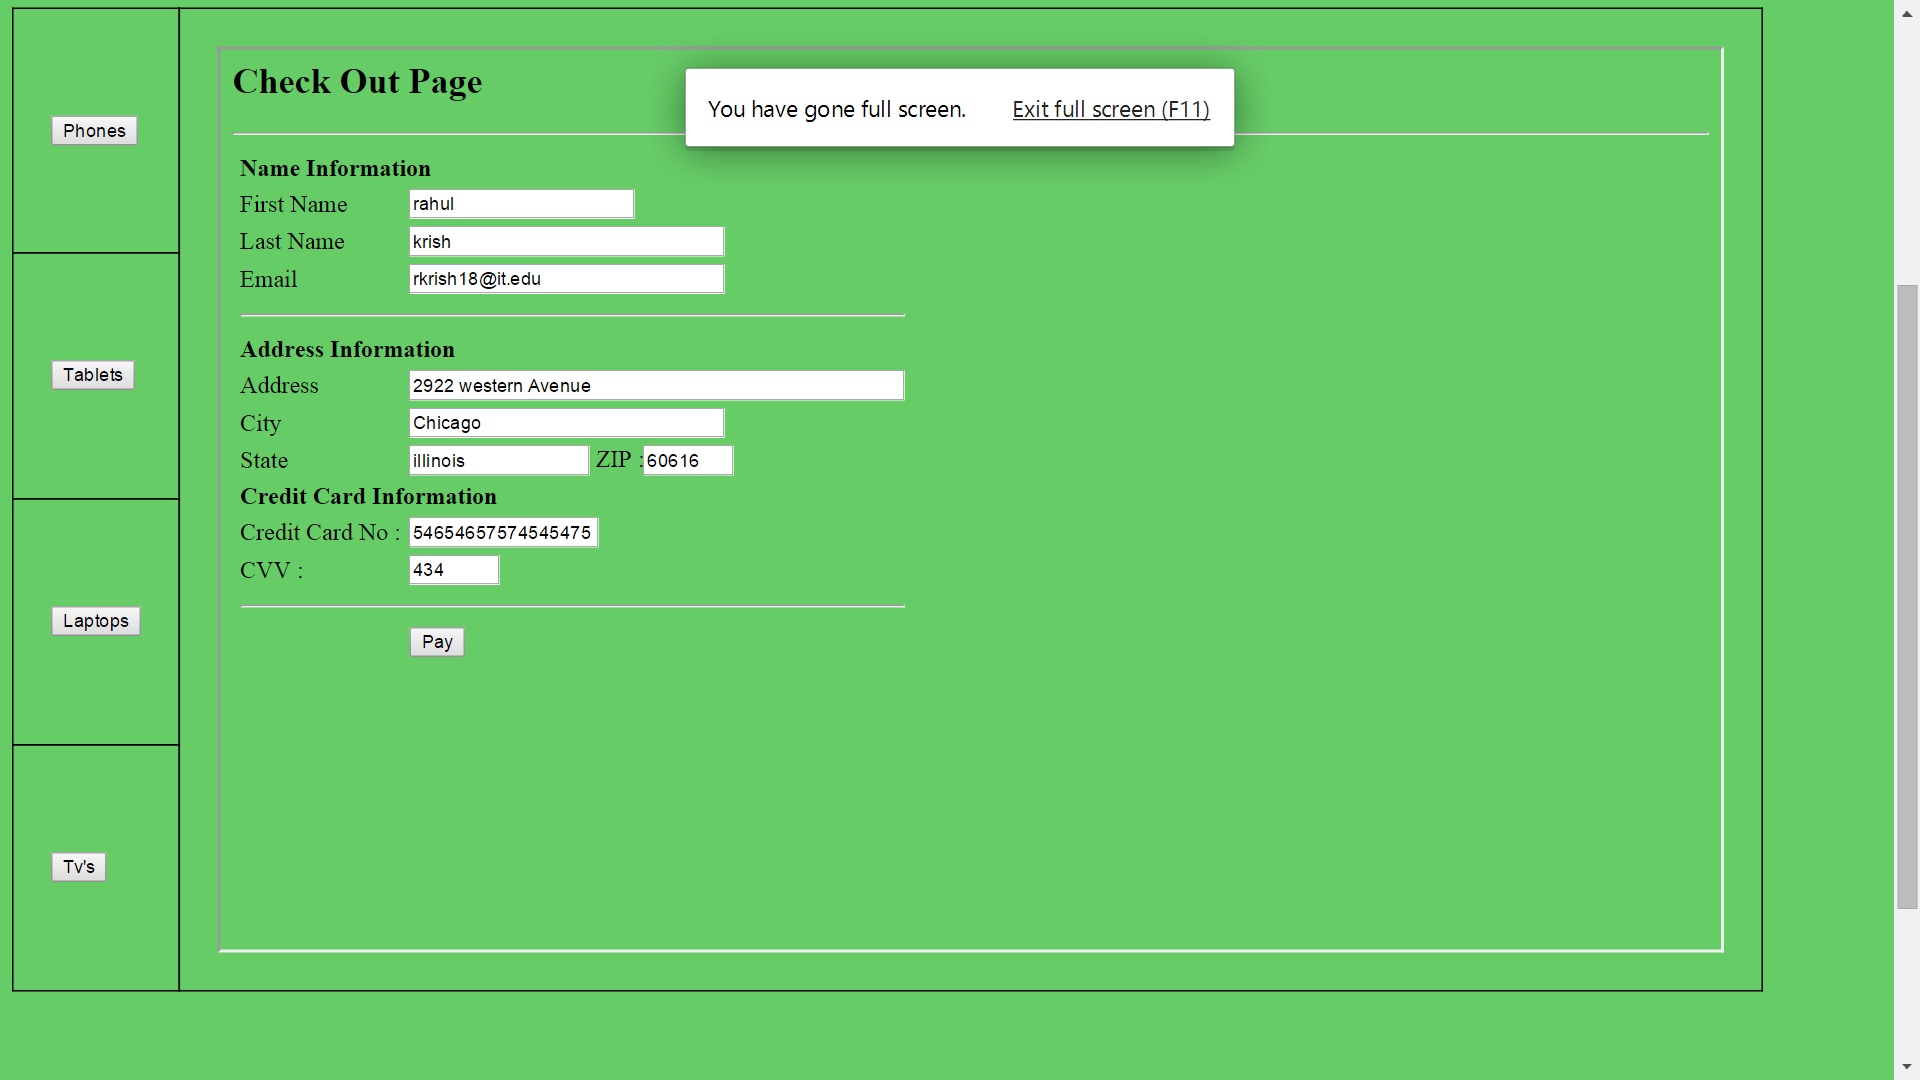 Phones
Tablets
Laptops
Tv's
Check Out Page
You have gone full screen. Exit full screen (F11)
Name Information
First Name rahul
Last Name krish
Email rkrish18@it.edu
Address Information
Address 2922 western Avenue
City Chicago
State illinois ZIP :60616
Credit Card Information
Credit Card No : 54654657574545475
CVV : 434
Pay